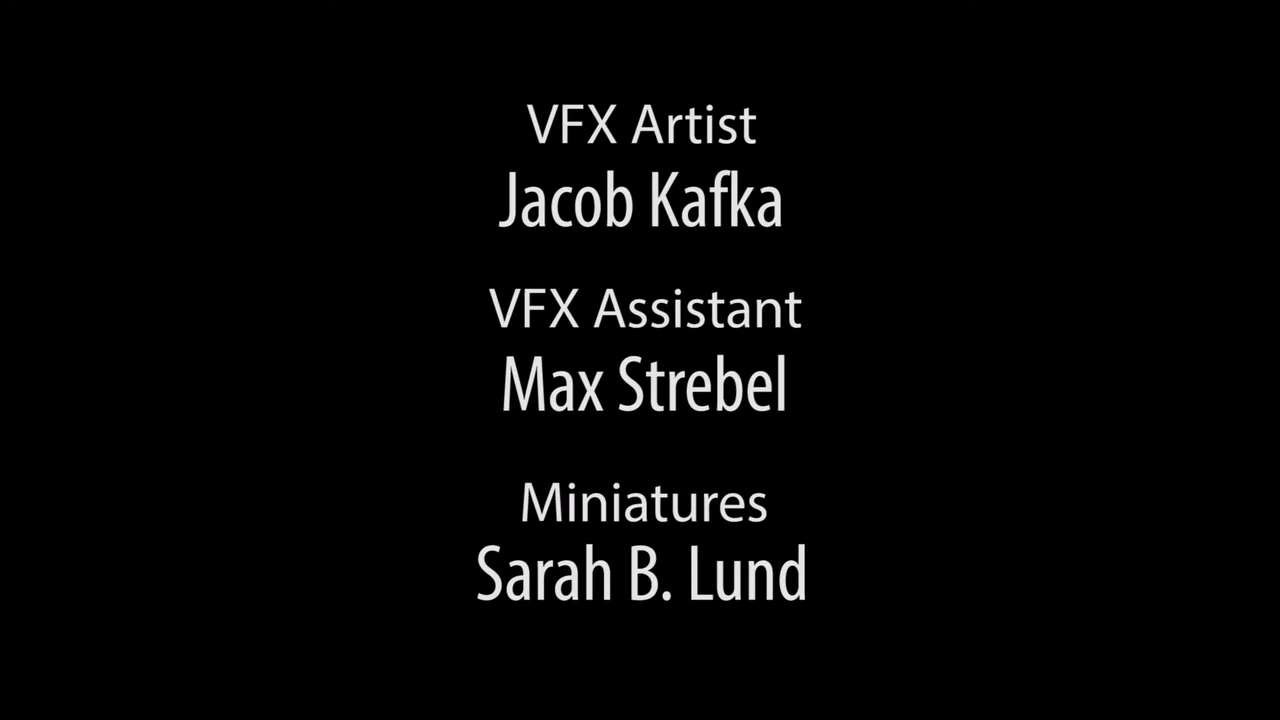 VFX Artist
Jacob Kafka
VFX Assistant
Max Strebel
Miniatures
Sarah B. Lund